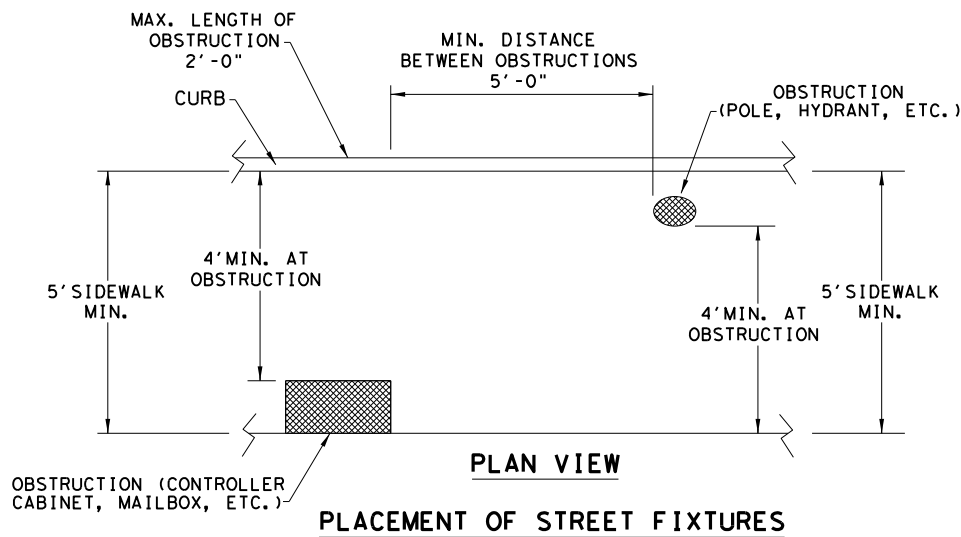 MAX. LENGTH OF
OBSTRUCTION
2'-0"
CURB
MIN. DISTANCE
BETWEEN OBSTRUCTIONS
5'-0"
OBSTRUCTION
(POLE, HYDRANT, ETC.)
4'MIN. AT
OBSTRUCTION
5'SIDEWALK
MIN.
4'MIN. AT
OBSTRUCTION
5'SIDEWALK
MIN.
OBSTRUCTION (CONTROLLER
CABINET, MAILBOX, ETC.)
PLAN VIEW
PLACEMENT OF STREET FIXTURES